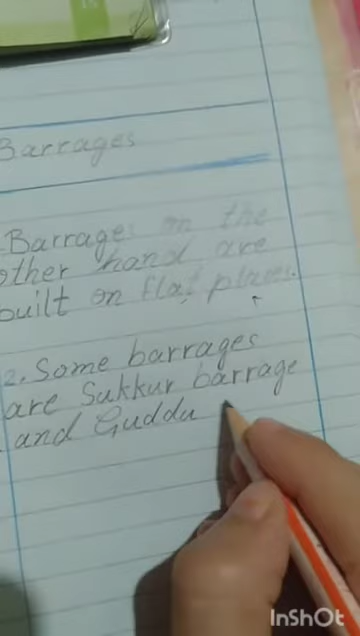 Barrages
Barrages on the
other hand are
built on flat places.
2. Some barrages
are Sukkur barrage
and Guddu
InShOt